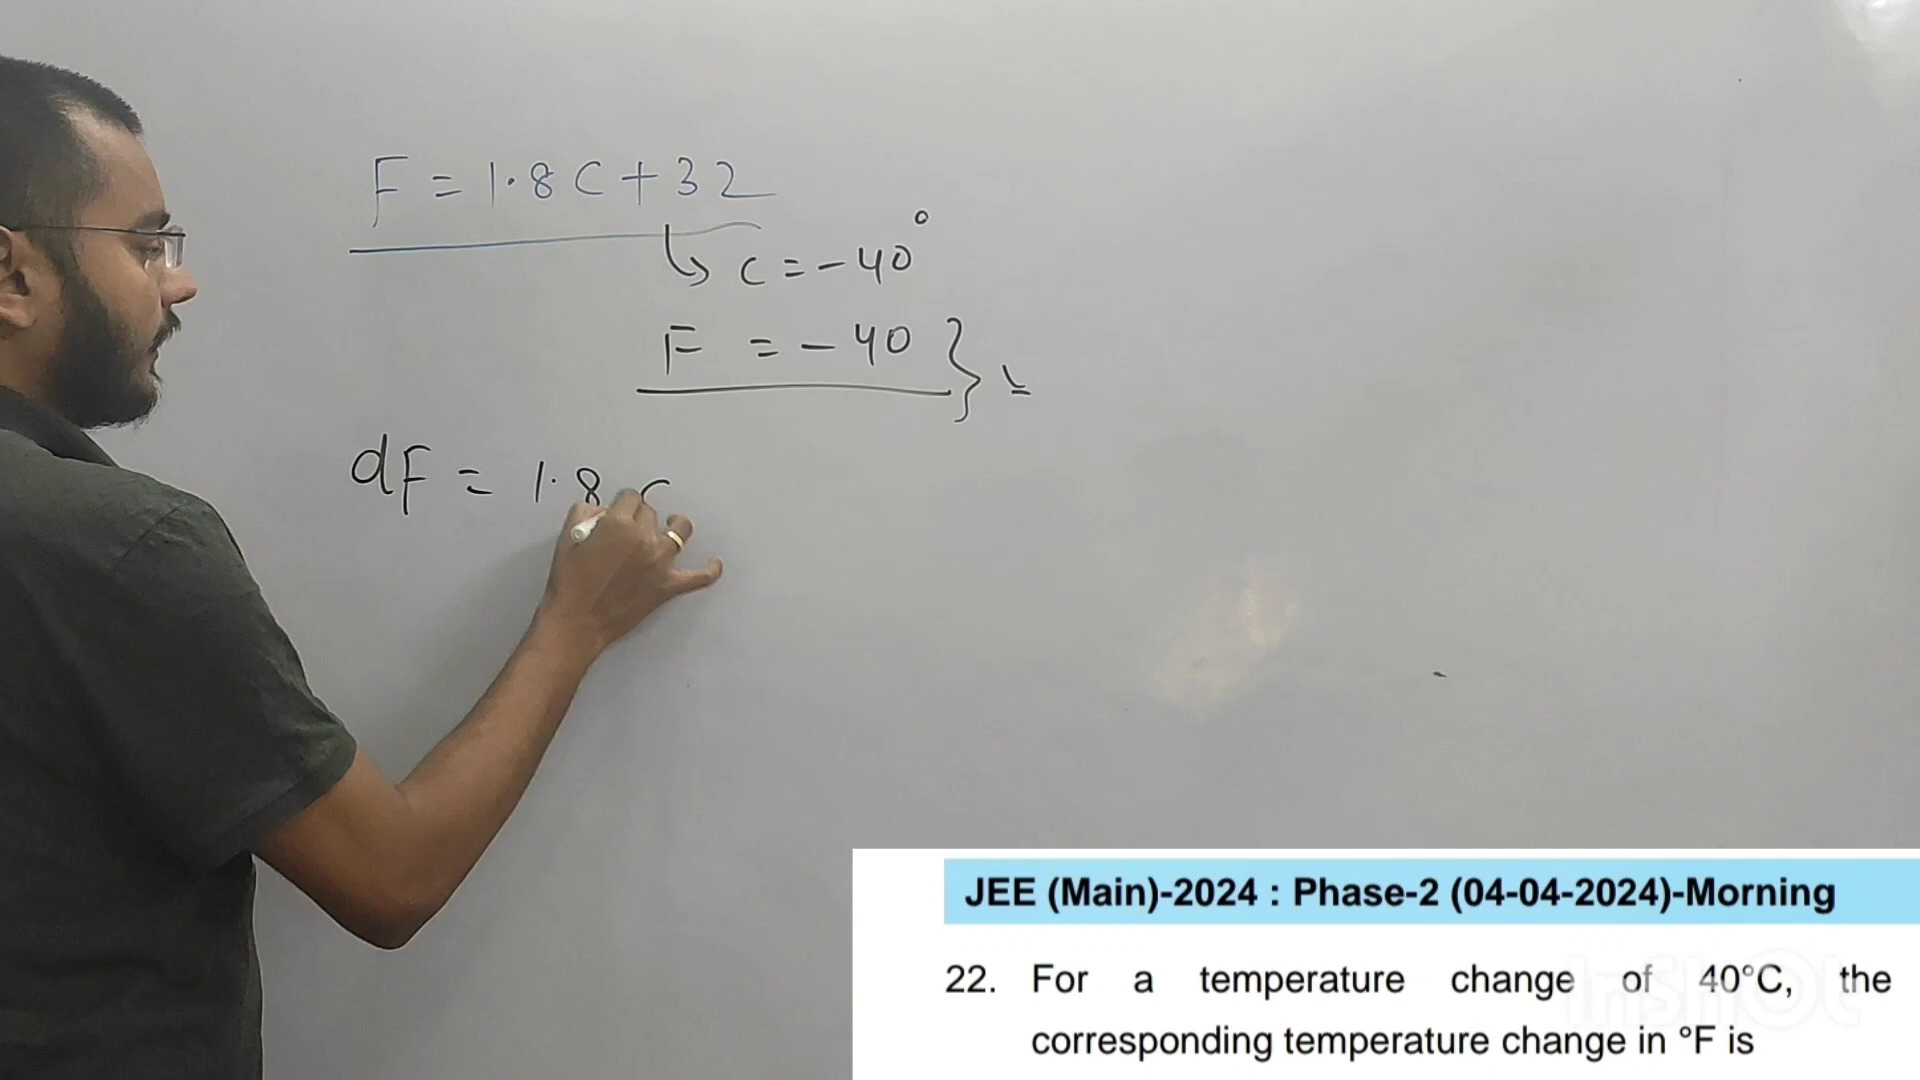 F = 1.8 C + 32
C = -40°
F = -40 }
dF = 1.8
JEE (Main)-2024 : Phase-2 (04-04-2024)-Morning
22. For a temperature change of 40°C, the
corresponding temperature change in °F is
InShOt